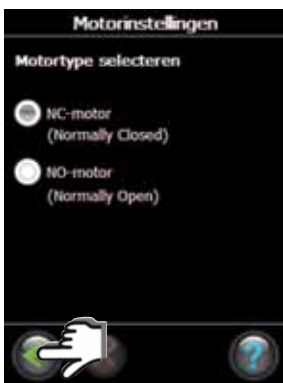 Motorinstellingen
Motortype selecteren
NC-motor
(Normally Closed)
NO-motor
(Normally Open)
?